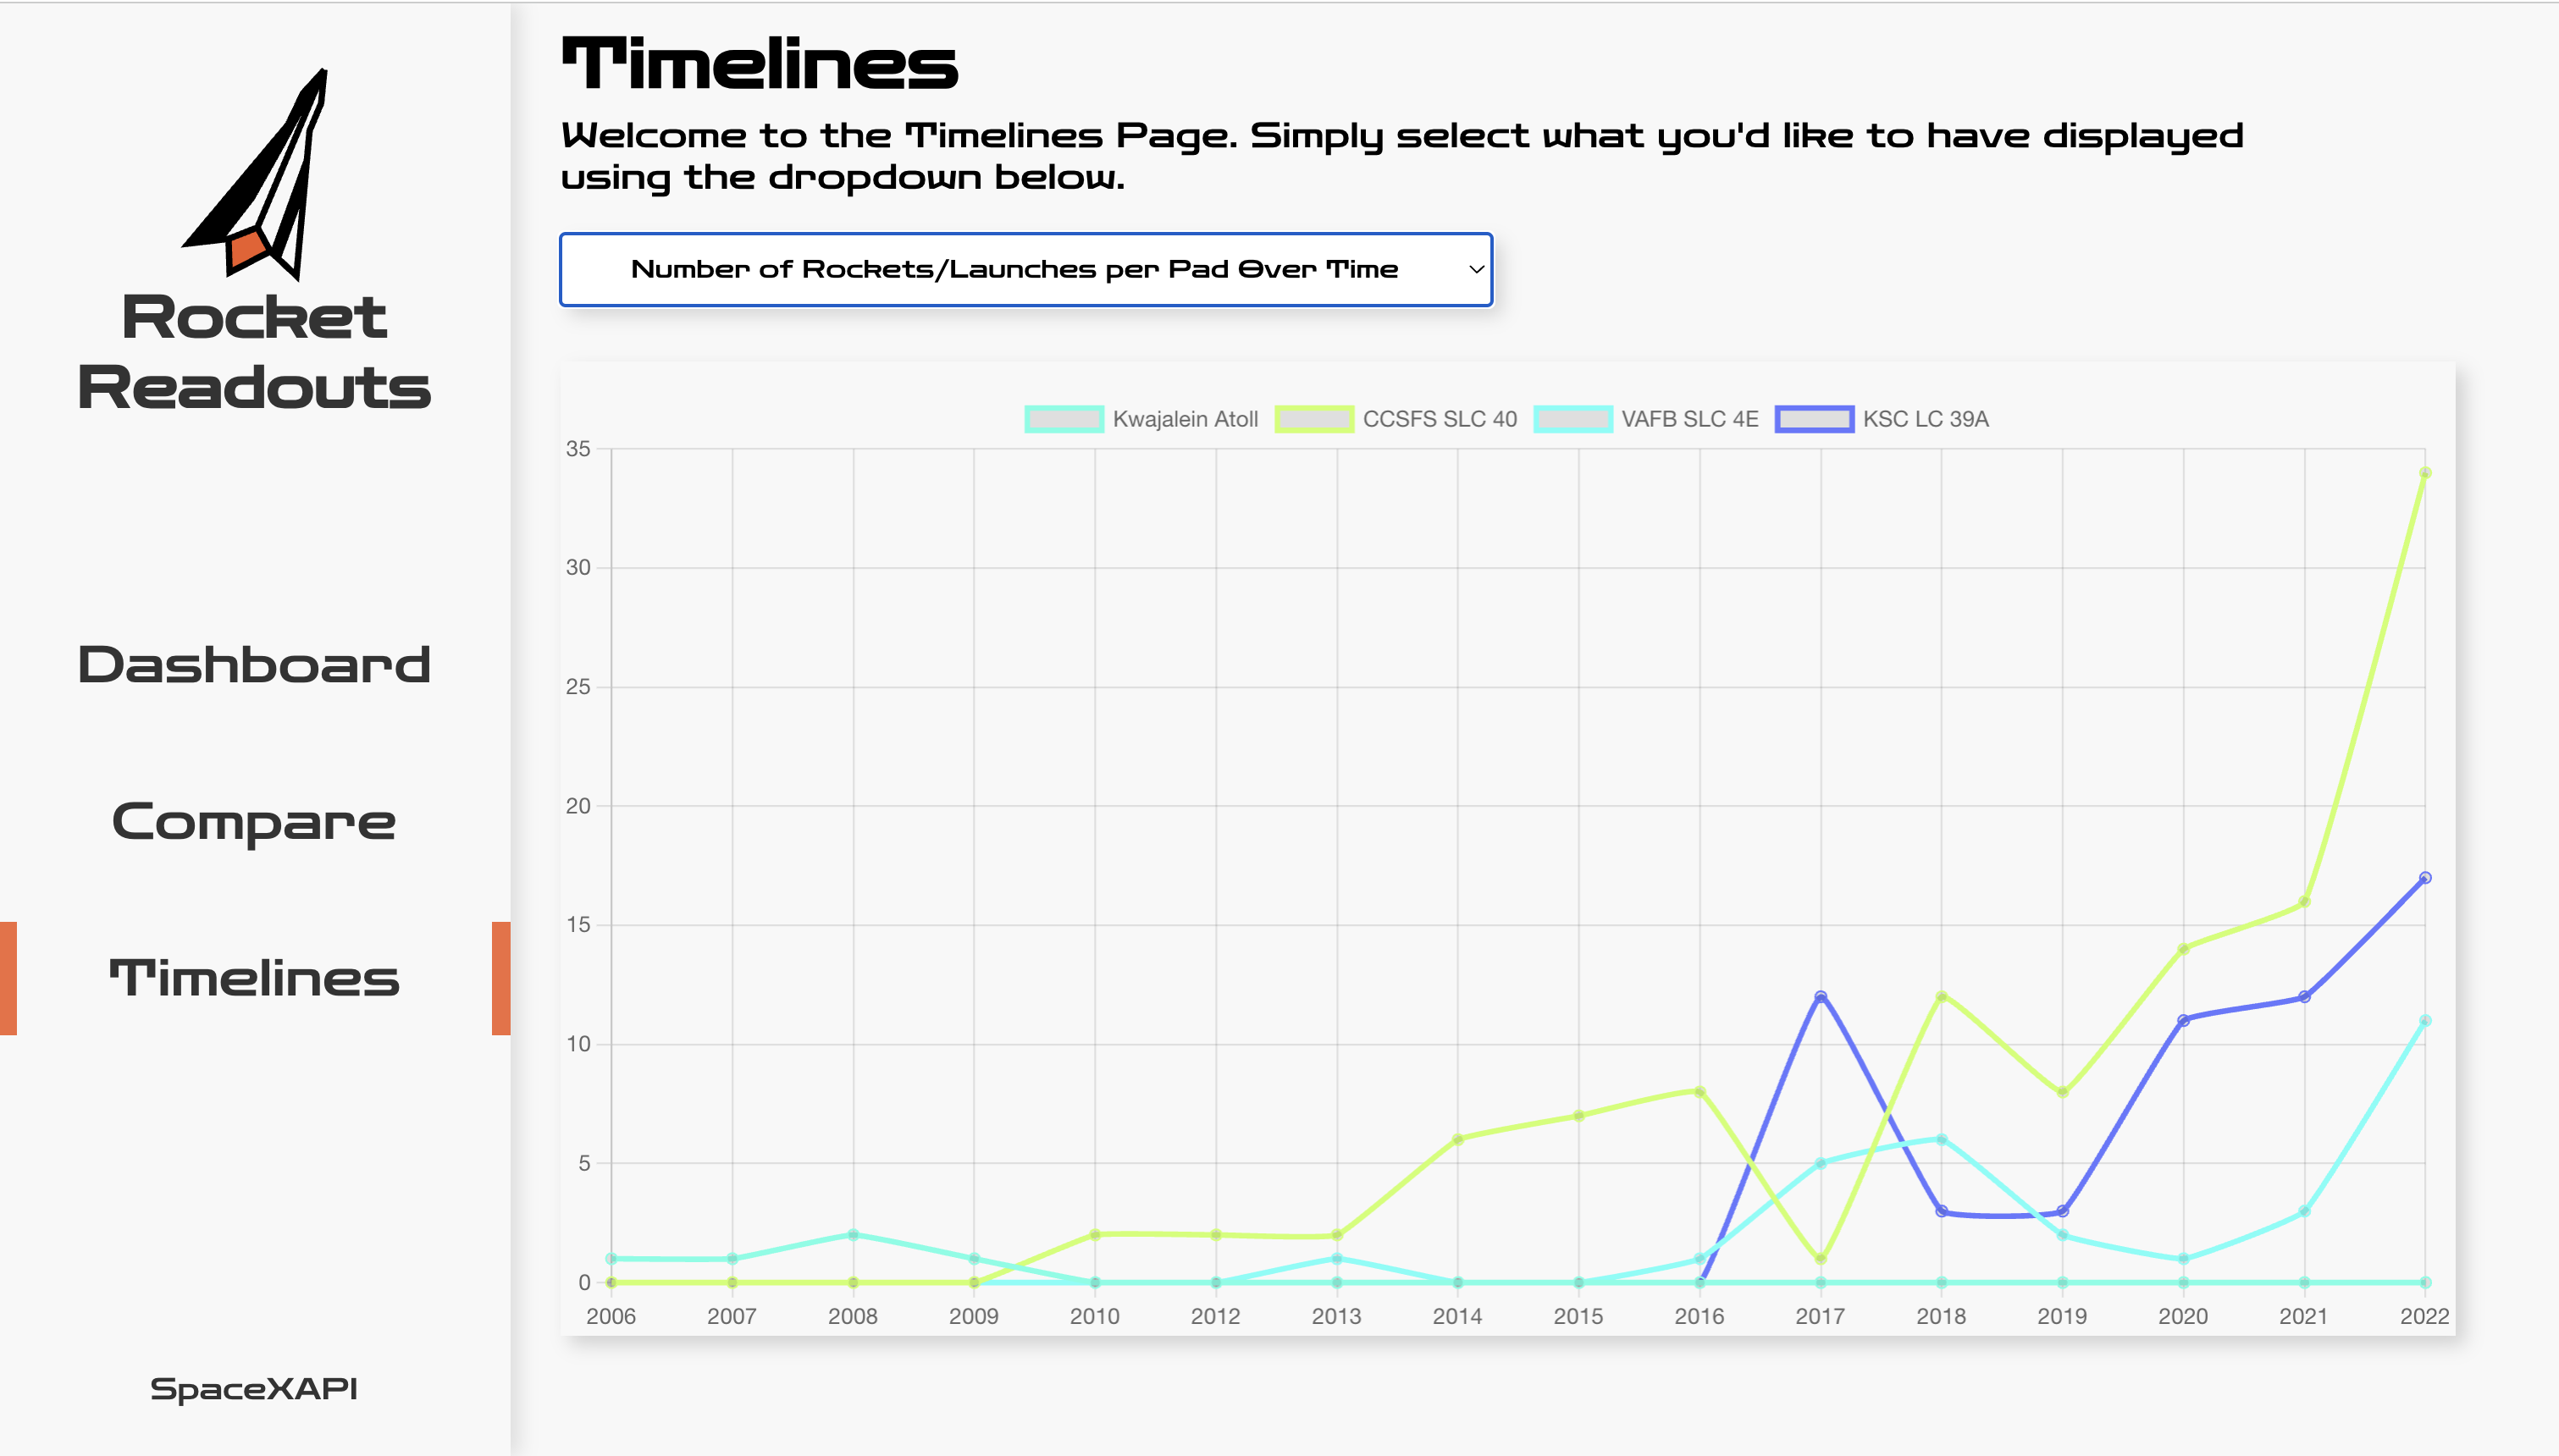 Rocket
Readouts
Dashboard
Compare
Timelines
SpaceXAPI
Timelines
Welcome to the Timelines Page. Simply select what you'd like to have displayed
using the dropdown below.
Number of Rockets/Launches per Pad Over Time
Kwajalein Atoll CCSFS SLC 40 VAFB SLC 4E KSC LC 39A
35
30
25
20
15
10
5
0
2006 2007 2008 2009 2010 2012 2013 2014 2015 2016 2017 2018 2019 2020 2021 2022